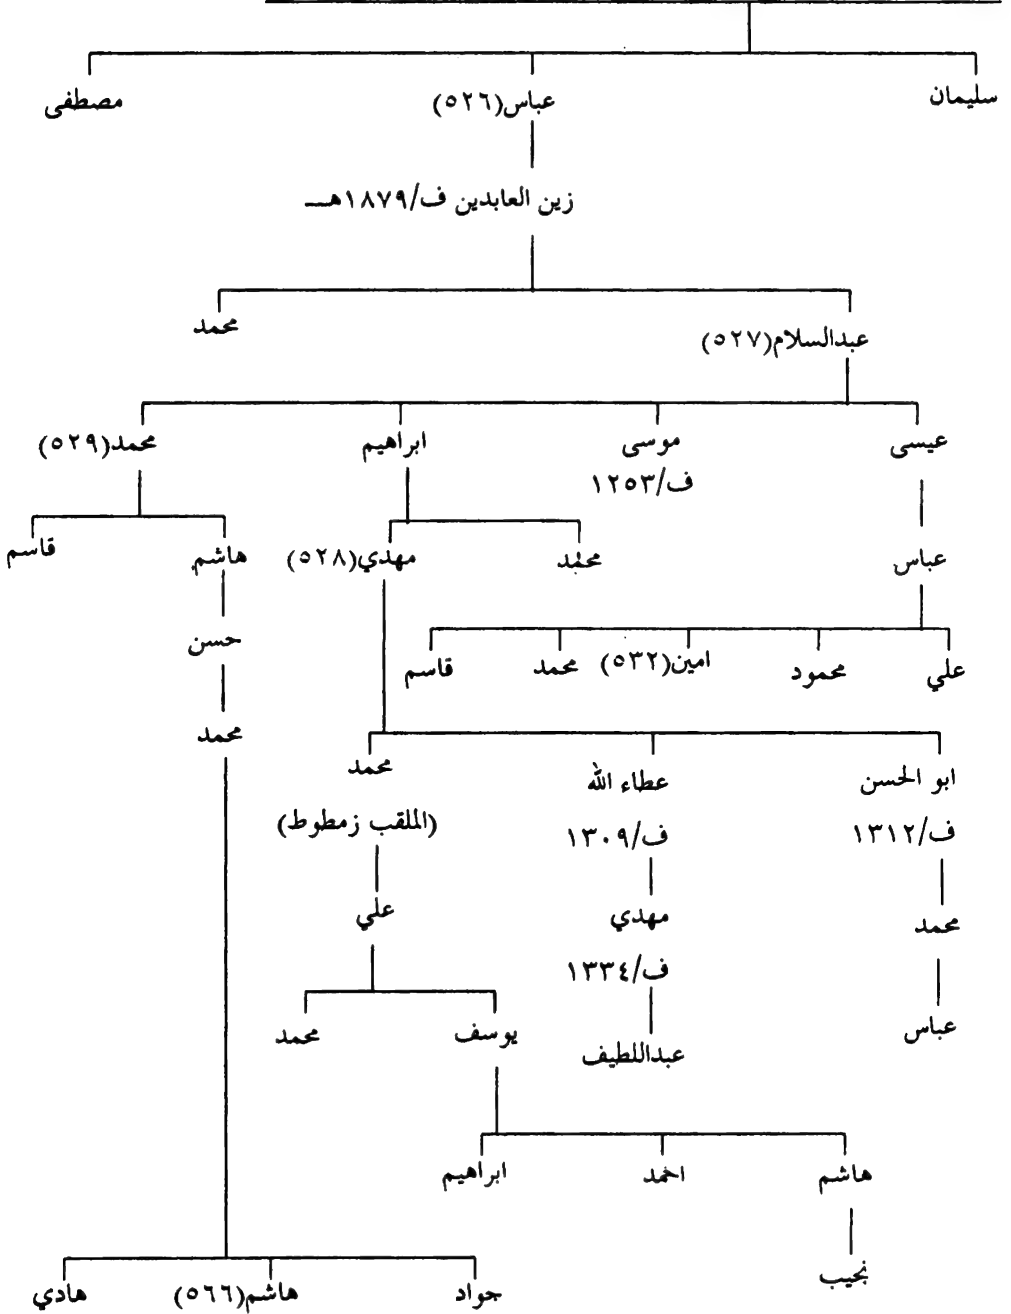 سليمان عباس(٥٢٦) مصطفى
زين العابدين ف/١٨٧٩هـ
محمد
عبدالسلام(٥٢٧)
عيسى موسى ابراهيم محمد(٥٢٩)
ف/١٢٥٣
عباس محمد مهدي(٥٢٨) هاشم قاسم
حسن
علي محمود امين(٥٣٢) محمد قاسم
محمد
ابو الحسن عطاء الله محمد
ف/١٣١٢ ف/١٣٠٩ (الملقب زمطوط)
محمد مهدي علي
ف/١٣٣٤
عباس عبداللطيف يوسف محمد
هاشم احمد ابراهيم
نجيب
جواد هاشم(٥٦٦) هادي